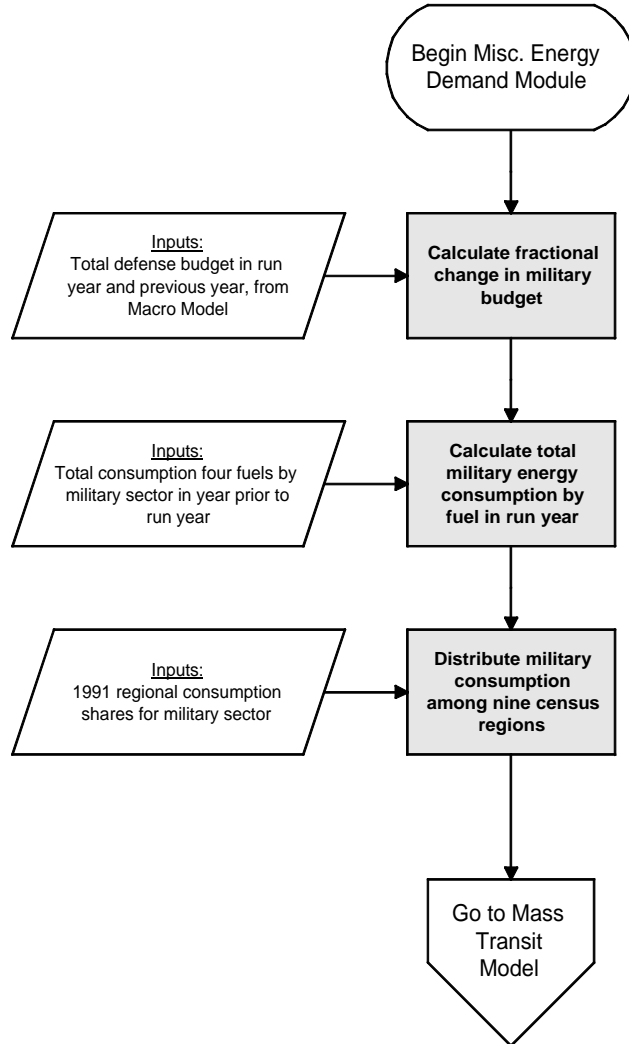 Begin Misc. Energy
Demand Module
Inputs:
Total defense budget in run
year and previous year, from
Macro Model
Calculate fractional
change in military
budget
Inputs:
Total consumption four fuels by
military sector in year prior to
run year
Calculate total
military energy
consumption by
fuel in run year
Inputs:
1991 regional consumption
shares for military sector
Distribute military
consumption
among nine census
regions
Go to Mass
Transit
Model